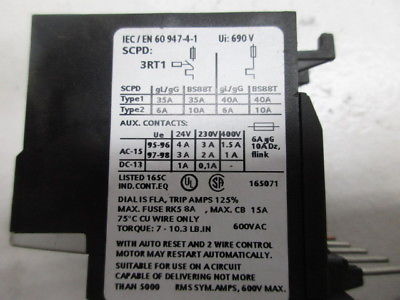 IEC / EN 60 947-4-1 Ui: 690 V
SCPD:
3RT1
SCPD gL/gG BS88T gL/gG BS88T
Type1 35A 35A 40A 40A
Type2 6A 10A 6A 10A
AUX. CONTACTS:
Ue 24V 230V 400V
AC-15 95-96 4 A 3 A 1.5 A
97-98 3 A 2 A 1 A
DC-13 1A 0,1A -
6A gG
10A Dz,
flink
LISTED 165C
IND.CONT.EQ
UL
165071
DIAL IS FLA, TRIP AMPS 125%
MAX. FUSE RK5 8A , MAX. CB 15A
75°C CU WIRE ONLY 600VAC
TORQUE: 7 - 10.3 LB.IN
WITH AUTO RESET AND 2 WIRE CONTROL
MOTOR MAY RESTART AUTOMATICALLY.
SUITABLE FOR USE ON A CIRCUIT
CAPABLE OF DELIVERING NOT MORE
THAN 5000 RMS SYM. AMPS, 600V MAX.